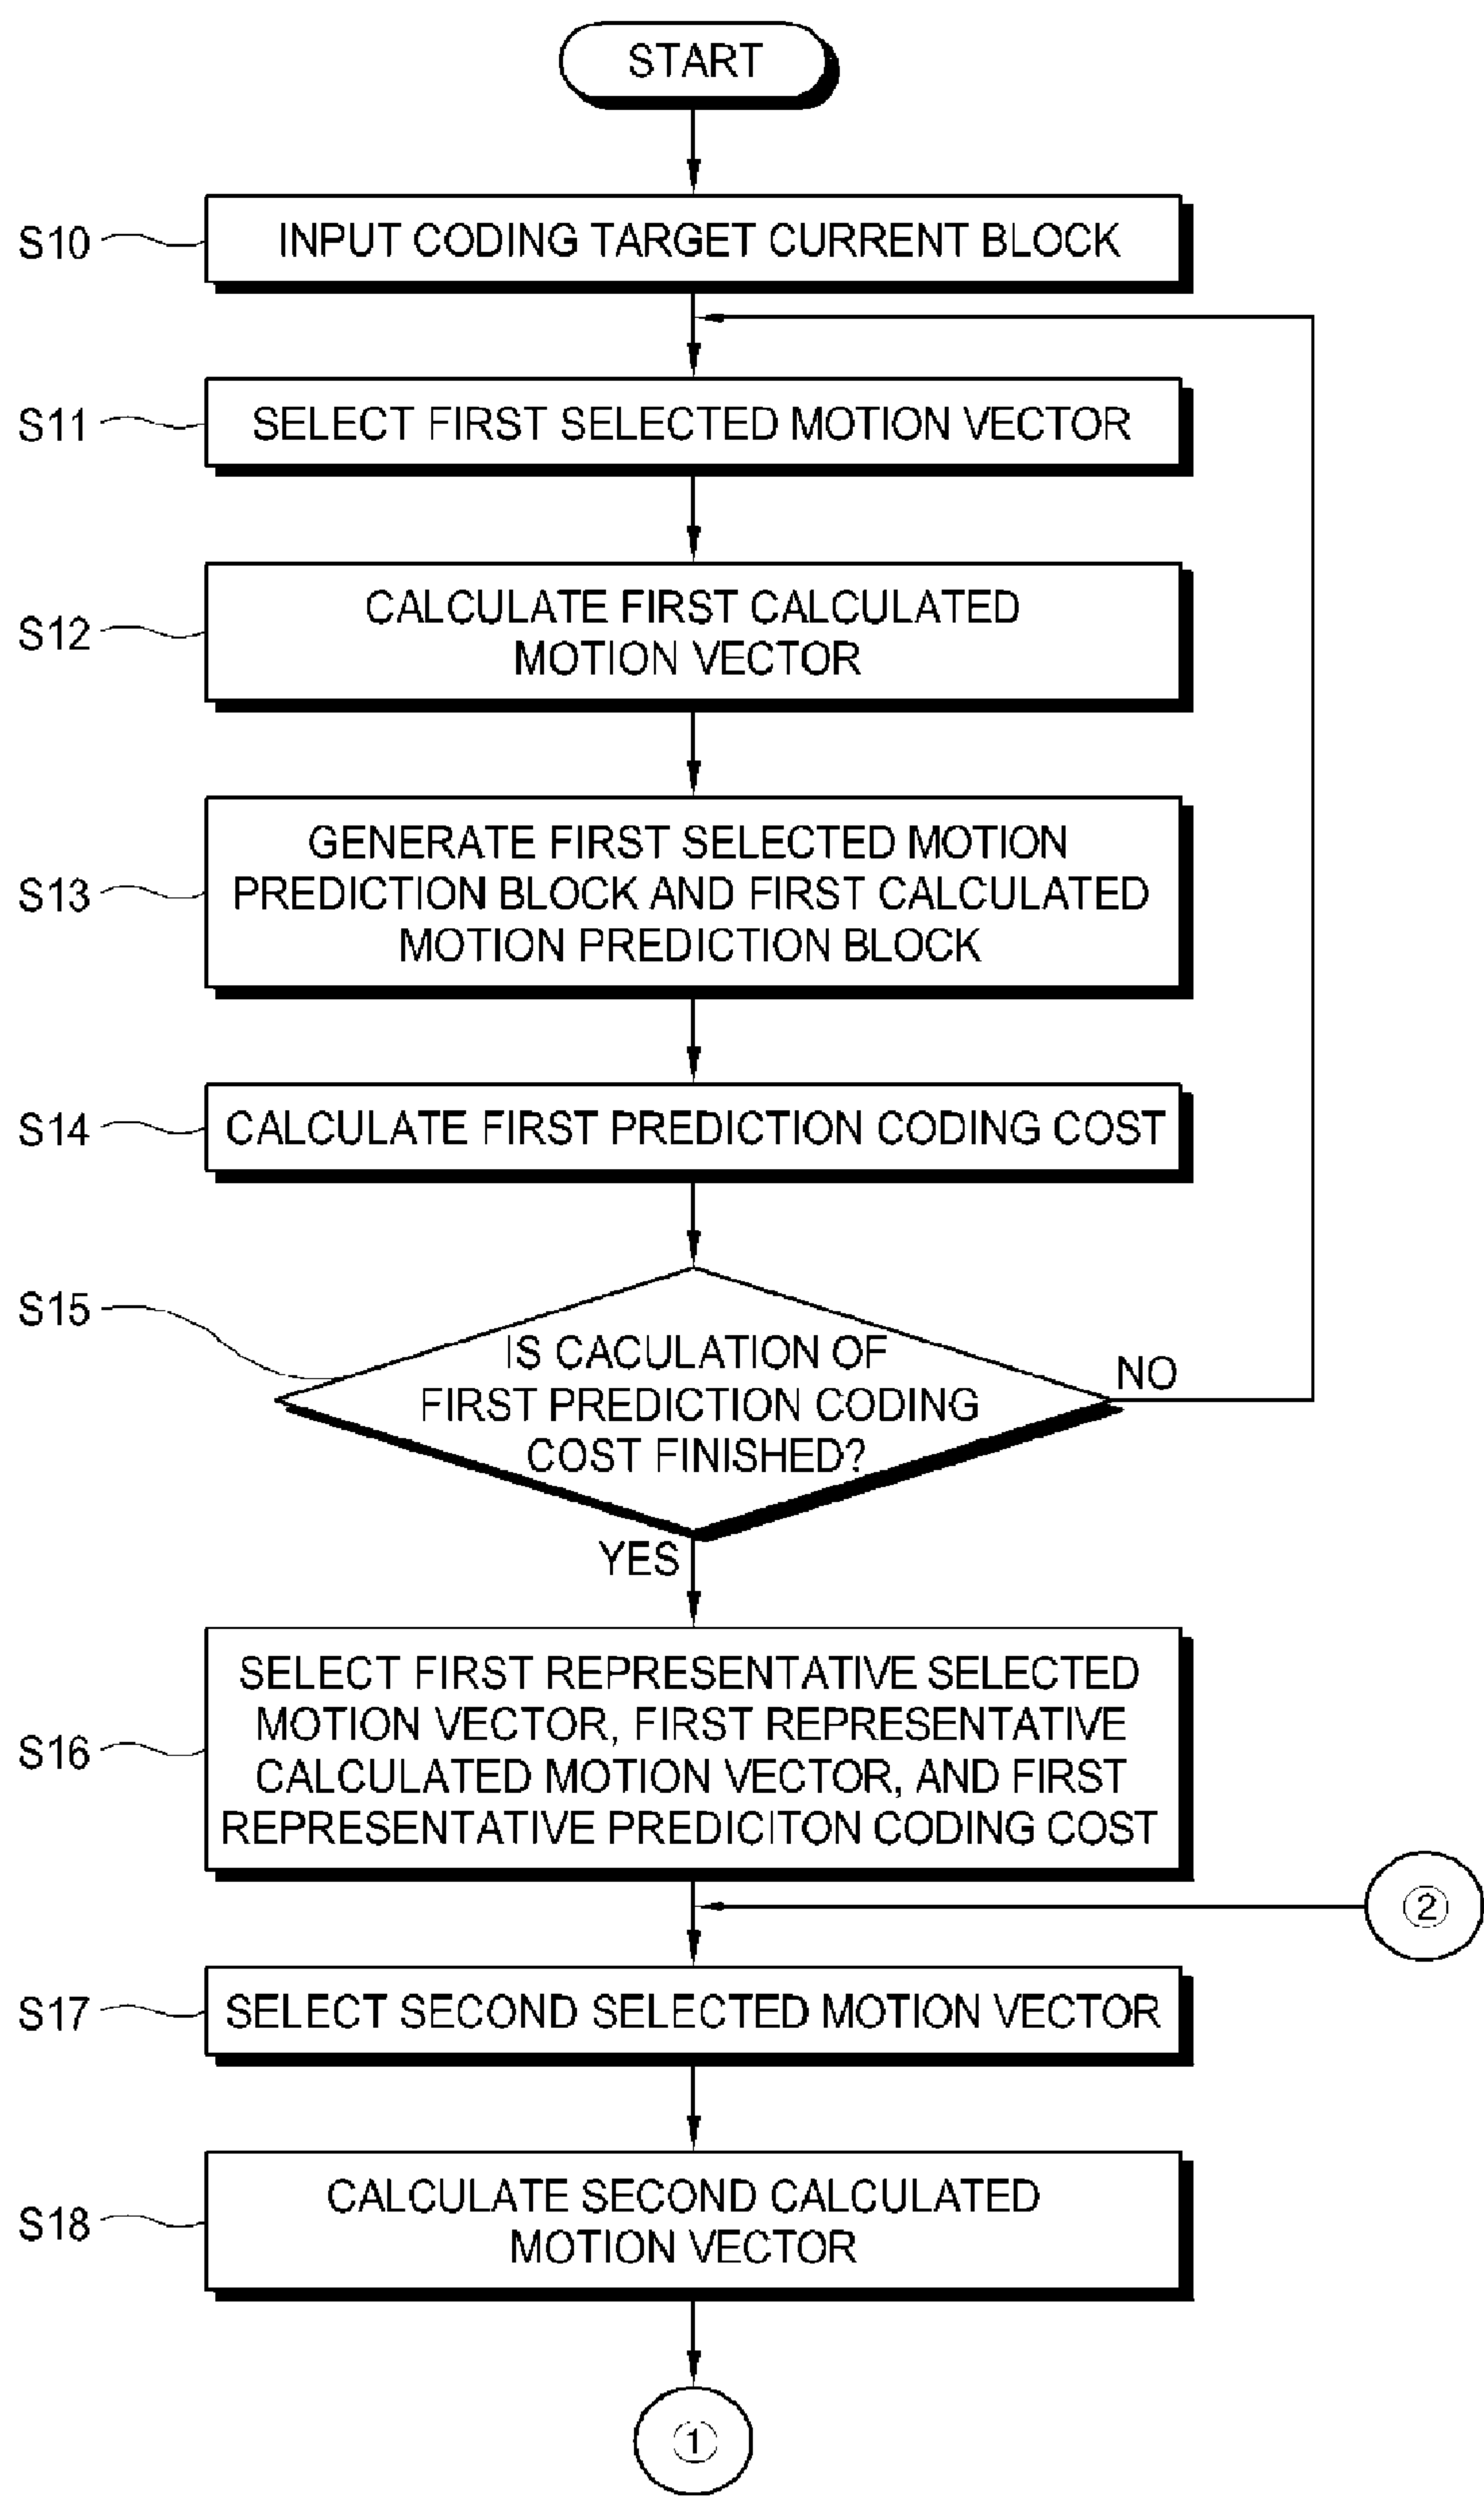 START
S10
INPUT CODING TARGET CURRENT BLOCK
S11
SELECT FIRST SELECTED MOTION VECTOR
S12
CALCULATE FIRST CALCULATED
MOTION VECTOR
S13
GENERATE FIRST SELECTED MOTION
PREDICTION BLOCK AND FIRST CALCULATED
MOTION PREDICTION BLOCK
S14
CALCULATE FIRST PREDICTION CODING COST
S15
IS CACULATION OF
FIRST PREDICTION CODING
COST FINISHED?
NO
YES
S16
SELECT FIRST REPRESENTATIVE SELECTED
MOTION VECTOR, FIRST REPRESENTATIVE
CALCULATED MOTION VECTOR, AND FIRST
REPRESENTATIVE PREDICITON CODING COST
②
S17
SELECT SECOND SELECTED MOTION VECTOR
S18
CALCULATE SECOND CALCULATED
MOTION VECTOR
①